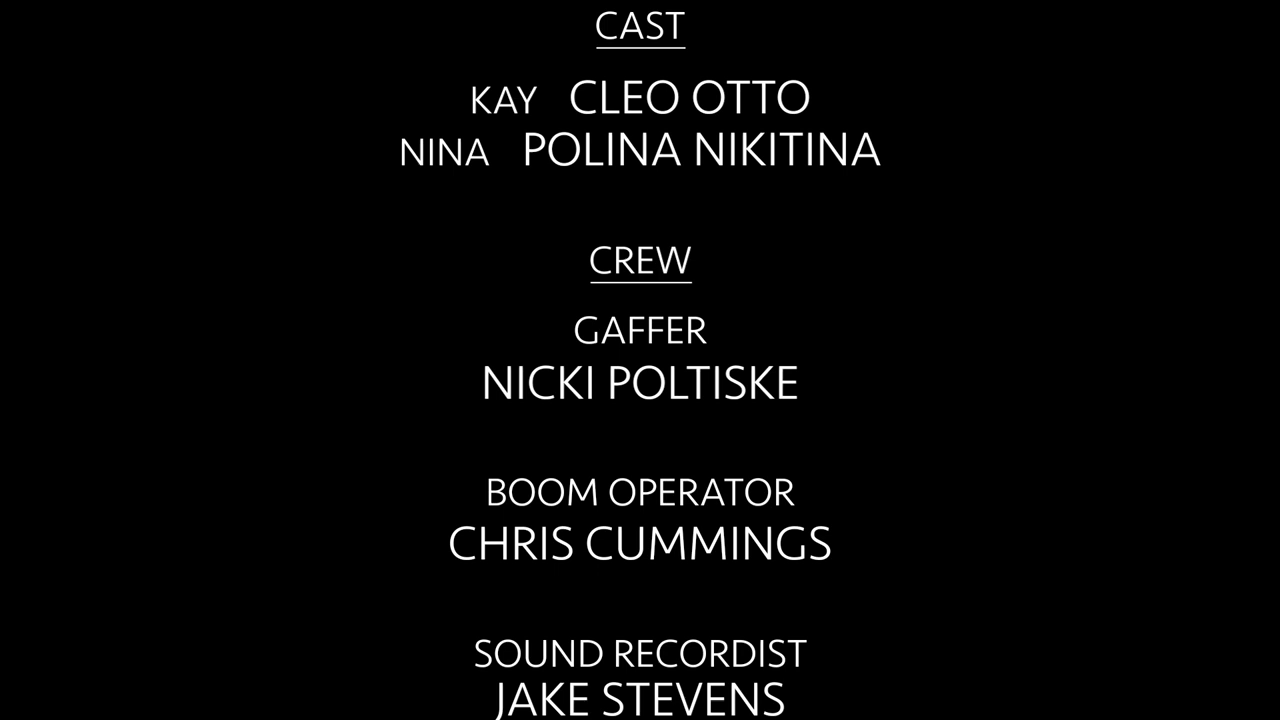 CAST
KAY CLEO OTTO
NINA POLINA NIKITINA
CREW
GAFFER
NICKI POLTISKE
BOOM OPERATOR
CHRIS CUMMINGS
SOUND RECORDIST
JAKE STEVENS